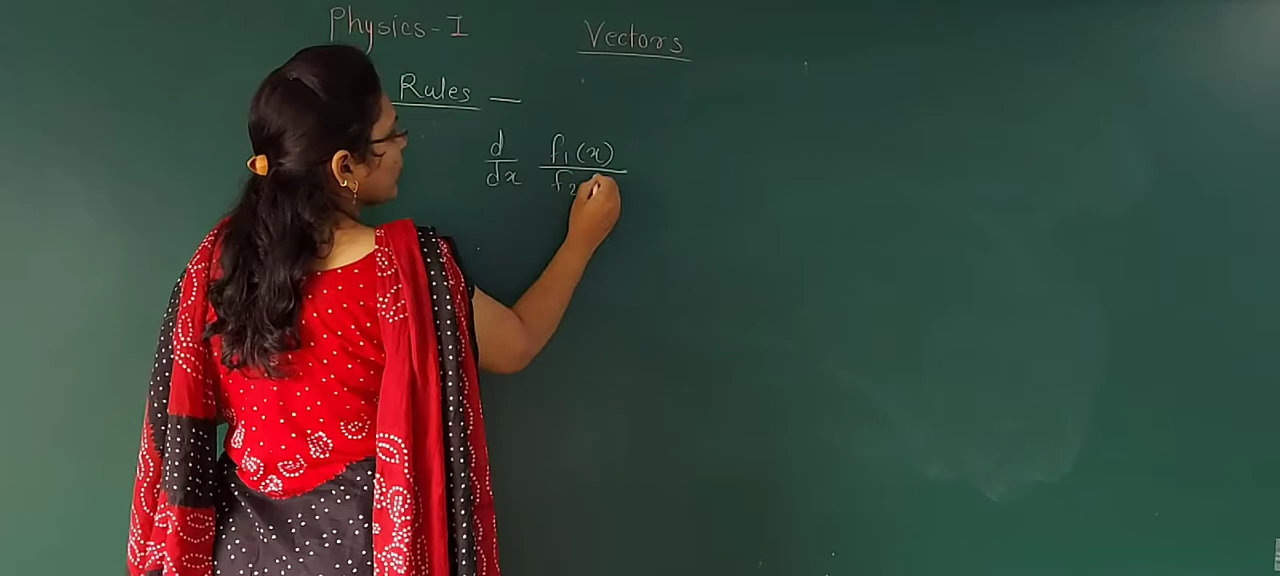 Physics-I
Vectors
Rules —
d/dx f₁(x)/f₂